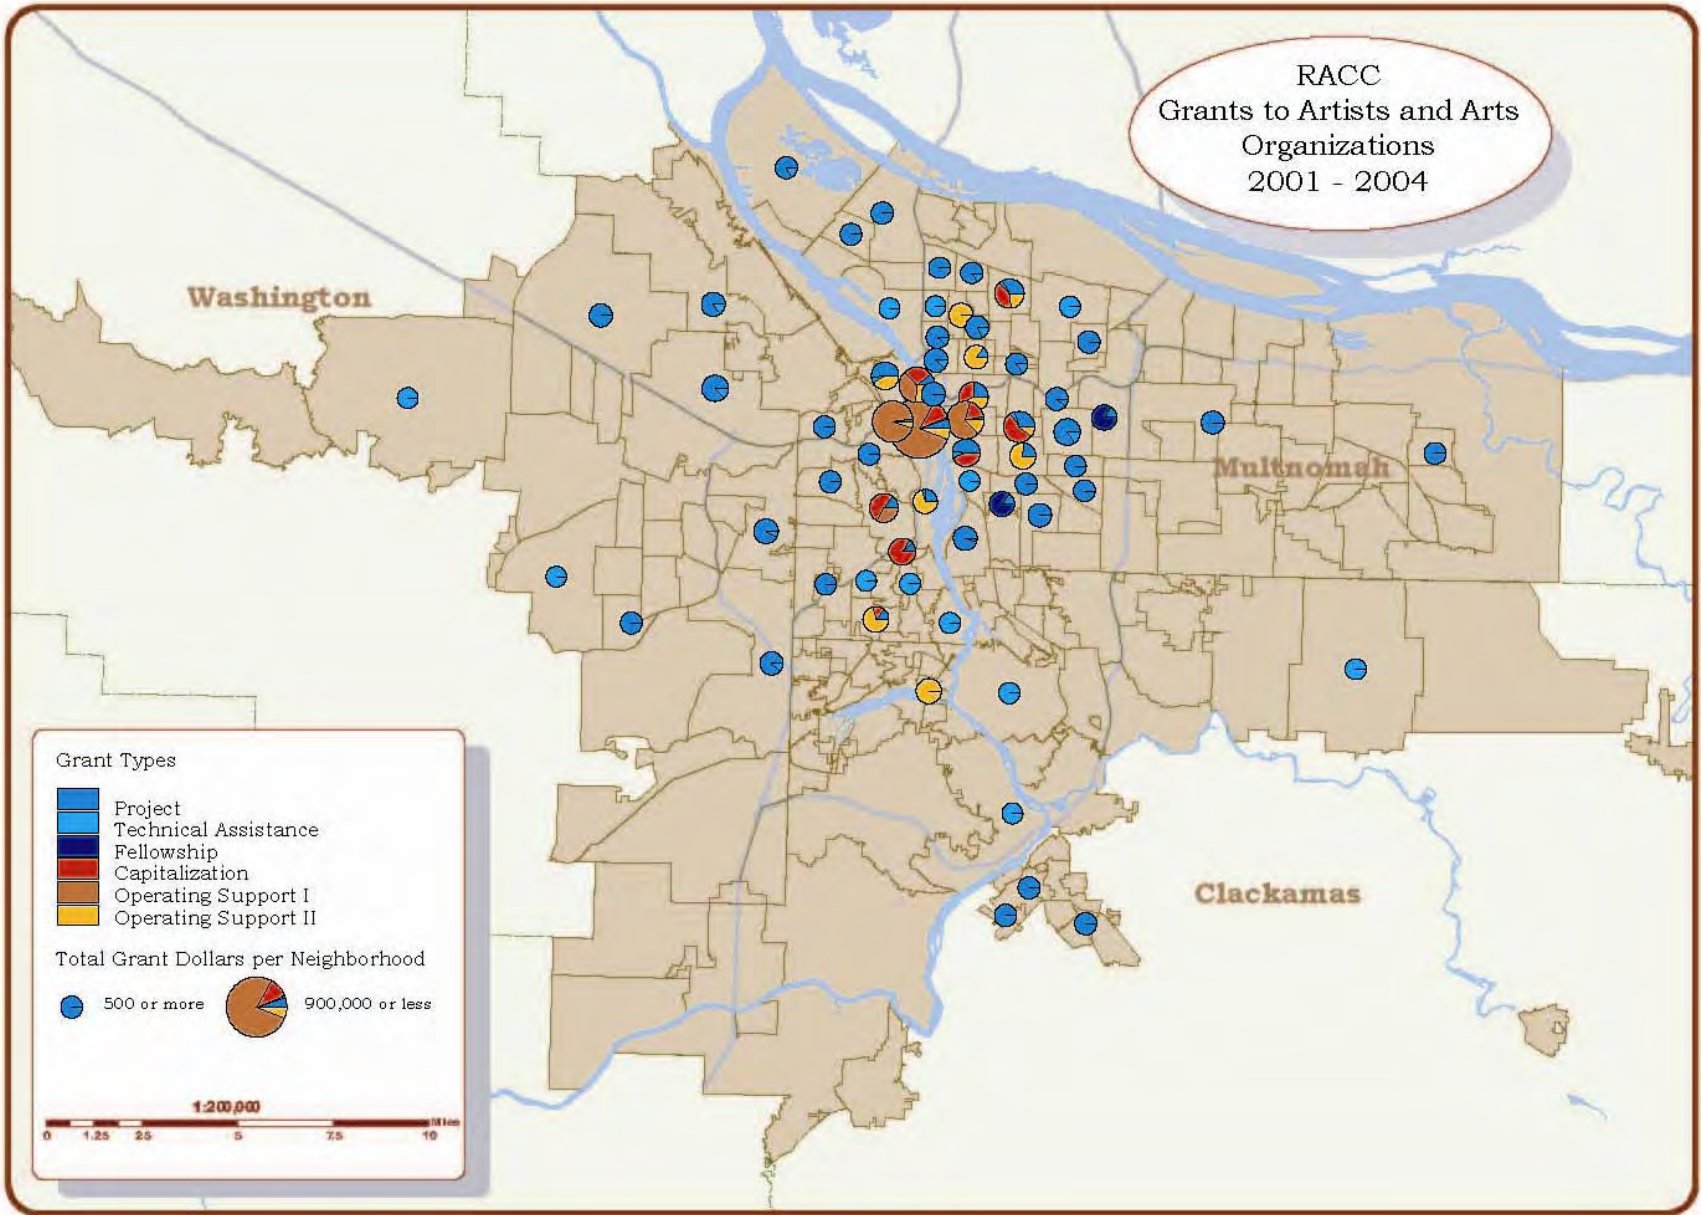 RACC
Grants to Artists and Arts
Organizations
2001 - 2004
Washington
Multnomah
Clackamas
Grant Types
Project
Technical Assistance
Fellowship
Capitalization
Operating Support I
Operating Support II
Total Grant Dollars per Neighborhood
500 or more
900,000 or less
1:200,000
Miles
0 1.25 2.5 5 7.5 10